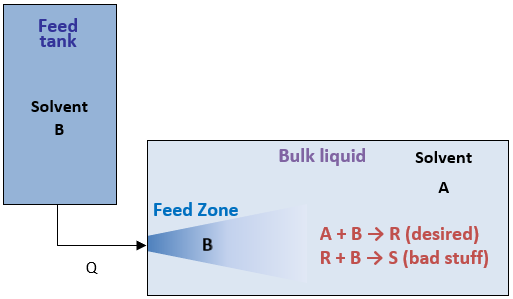 Feed
tank
Solvent
B
Bulk liquid
Solvent
A
Feed Zone
B
A + B → R (desired)
R + B → S (bad stuff)
Q